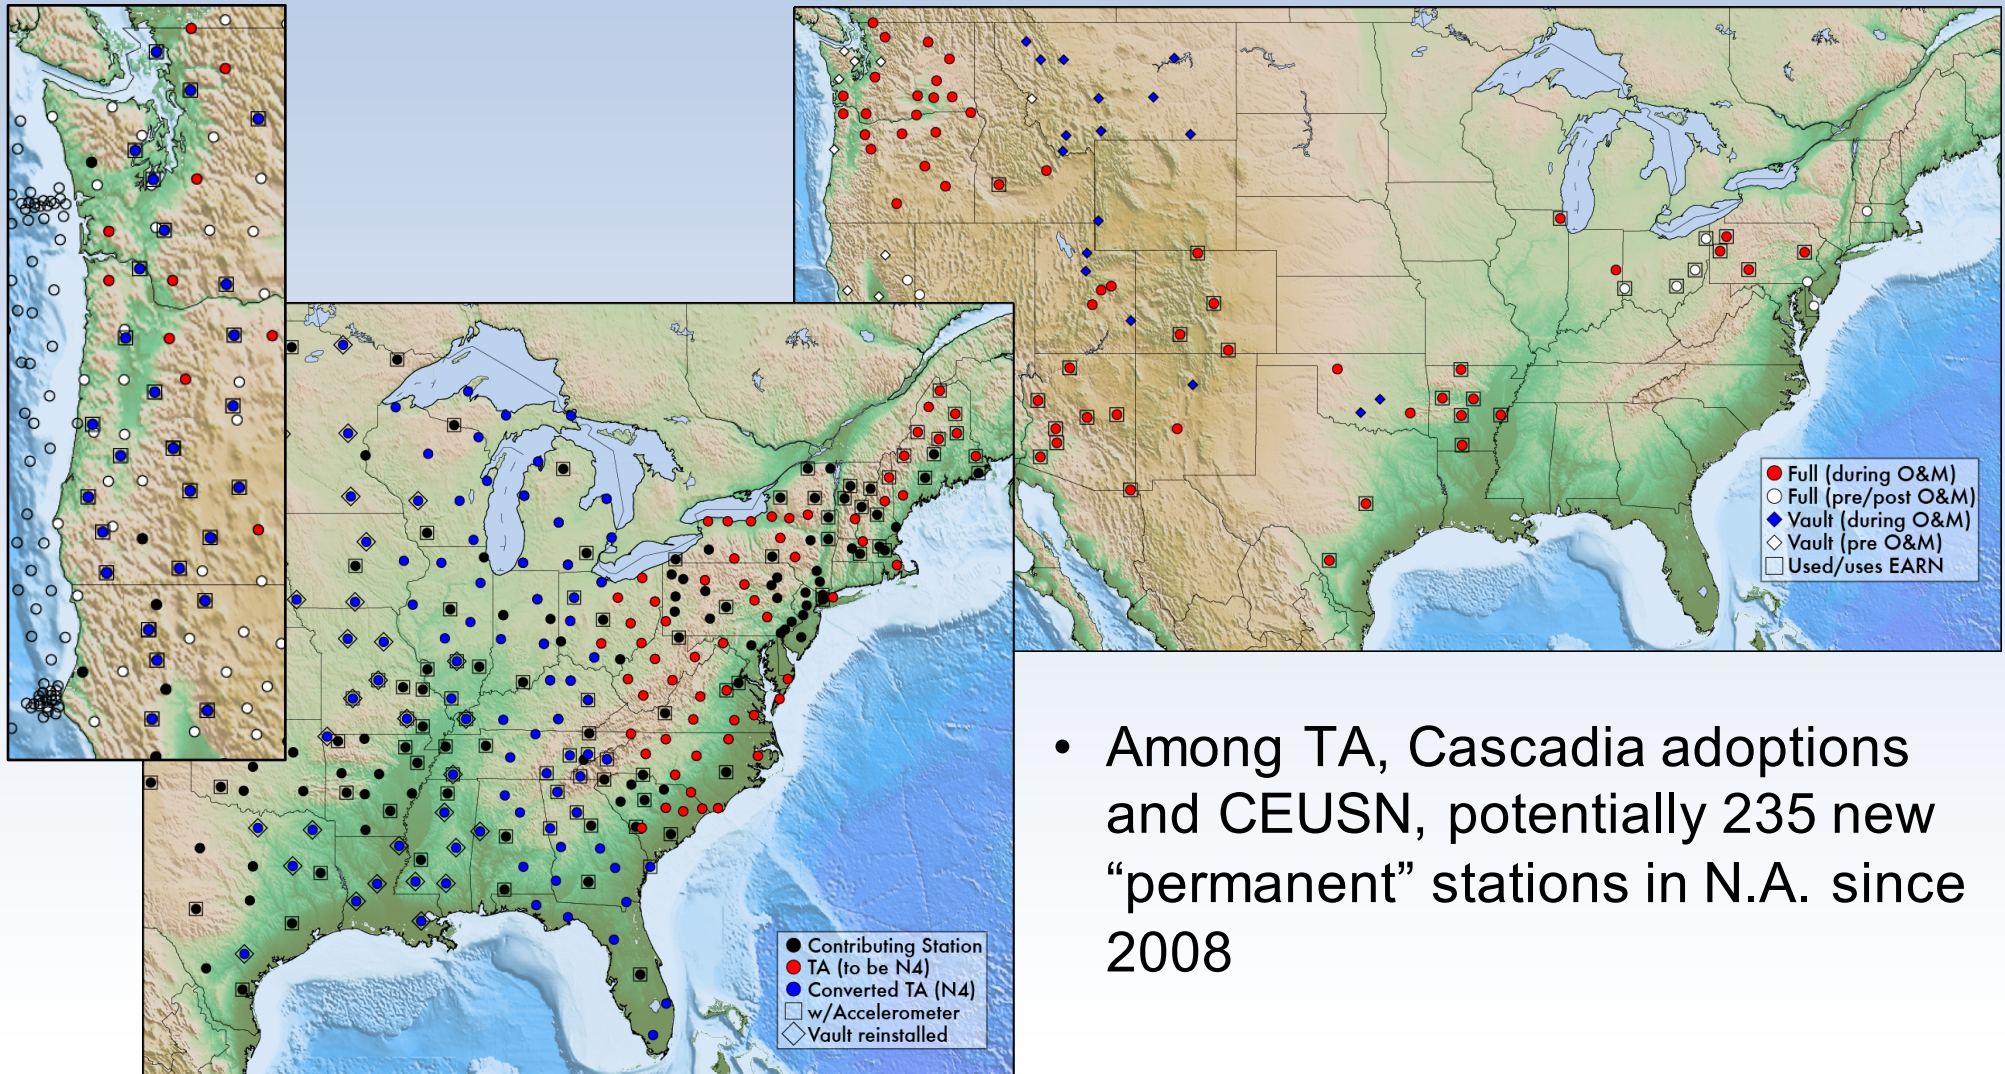 Full (during O&M)
Full (pre/post O&M)
Vault (during O&M)
Vault (pre O&M)
Used/uses EARN
Contributing Station
TA (to be N4)
Converted TA (N4)
w/Accelerometer
Vault reinstalled
• Among TA, Cascadia adoptions
and CEUSN, potentially 235 new
“permanent” stations in N.A. since
2008